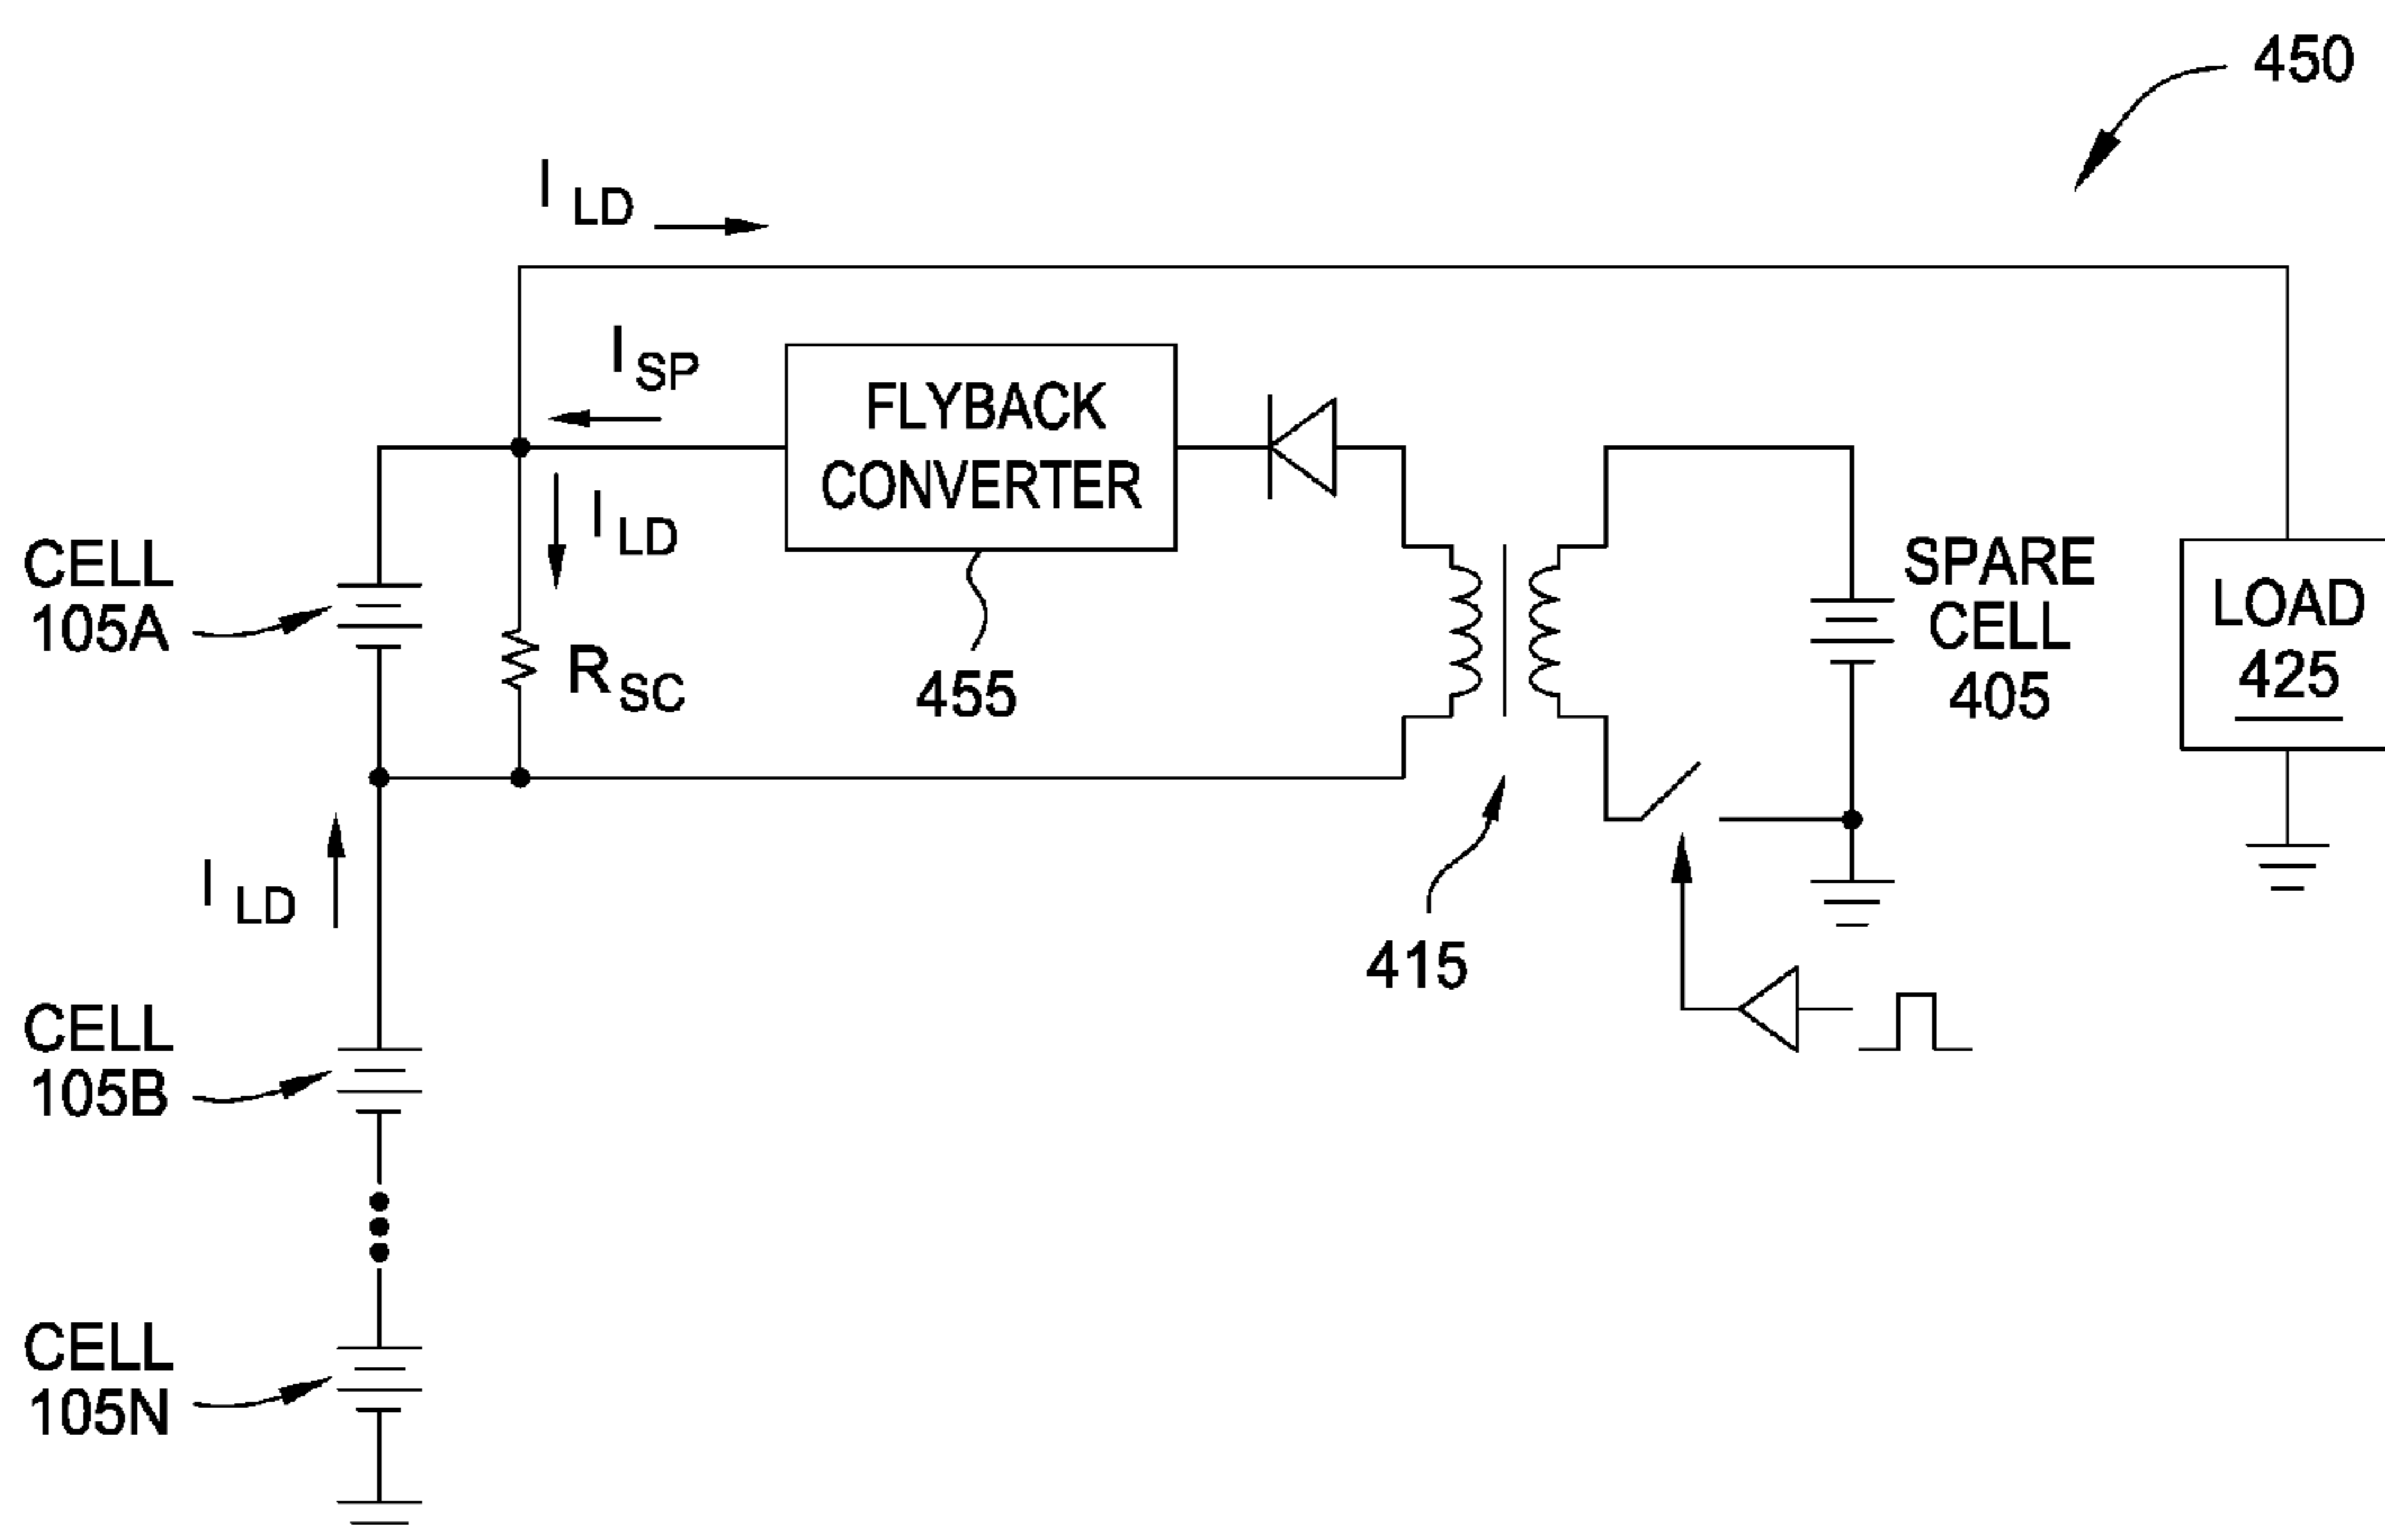 450
I LD
I SP
FLYBACK
CONVERTER
I LD
CELL
105A
SPARE
CELL
405
LOAD
425
R SC
455
I LD
415
CELL
105B
CELL
105N